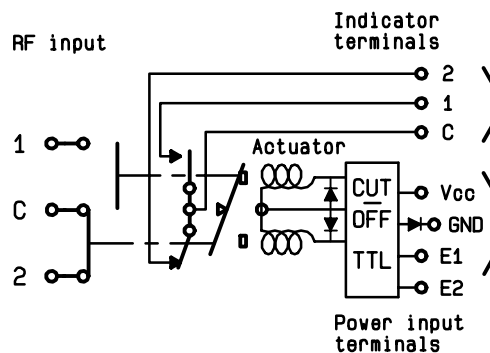 Indicator
terminals
RF input
2
1
C
1
Actuator
CUT
OFF
TTL
Vcc
C
GND
E1
2
E2
Power input
terminals